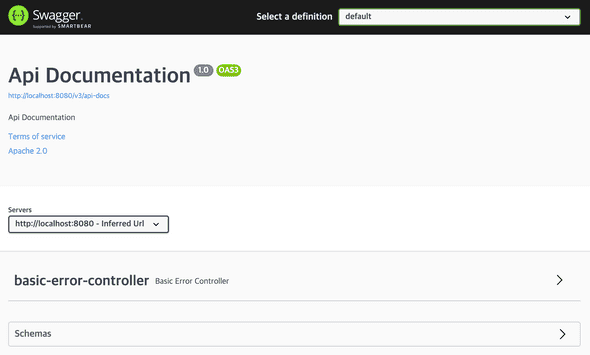 Swagger.
Supported by SMARTBEAR
Select a definition
default
Api Documentation 1.0 OAS3
http://localhost:8080/v3/api-docs
Api Documentation
Terms of service
Apache 2.0
Servers
http://localhost:8080 - Inferred Url
basic-error-controller Basic Error Controller
Schemas